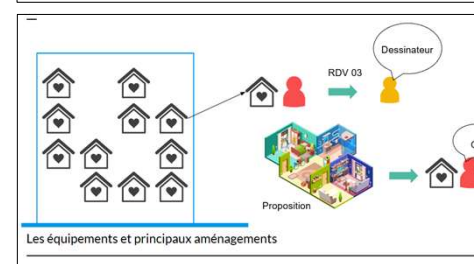 Dessinateur
RDV 03
Proposition
Les équipements et principaux aménagements